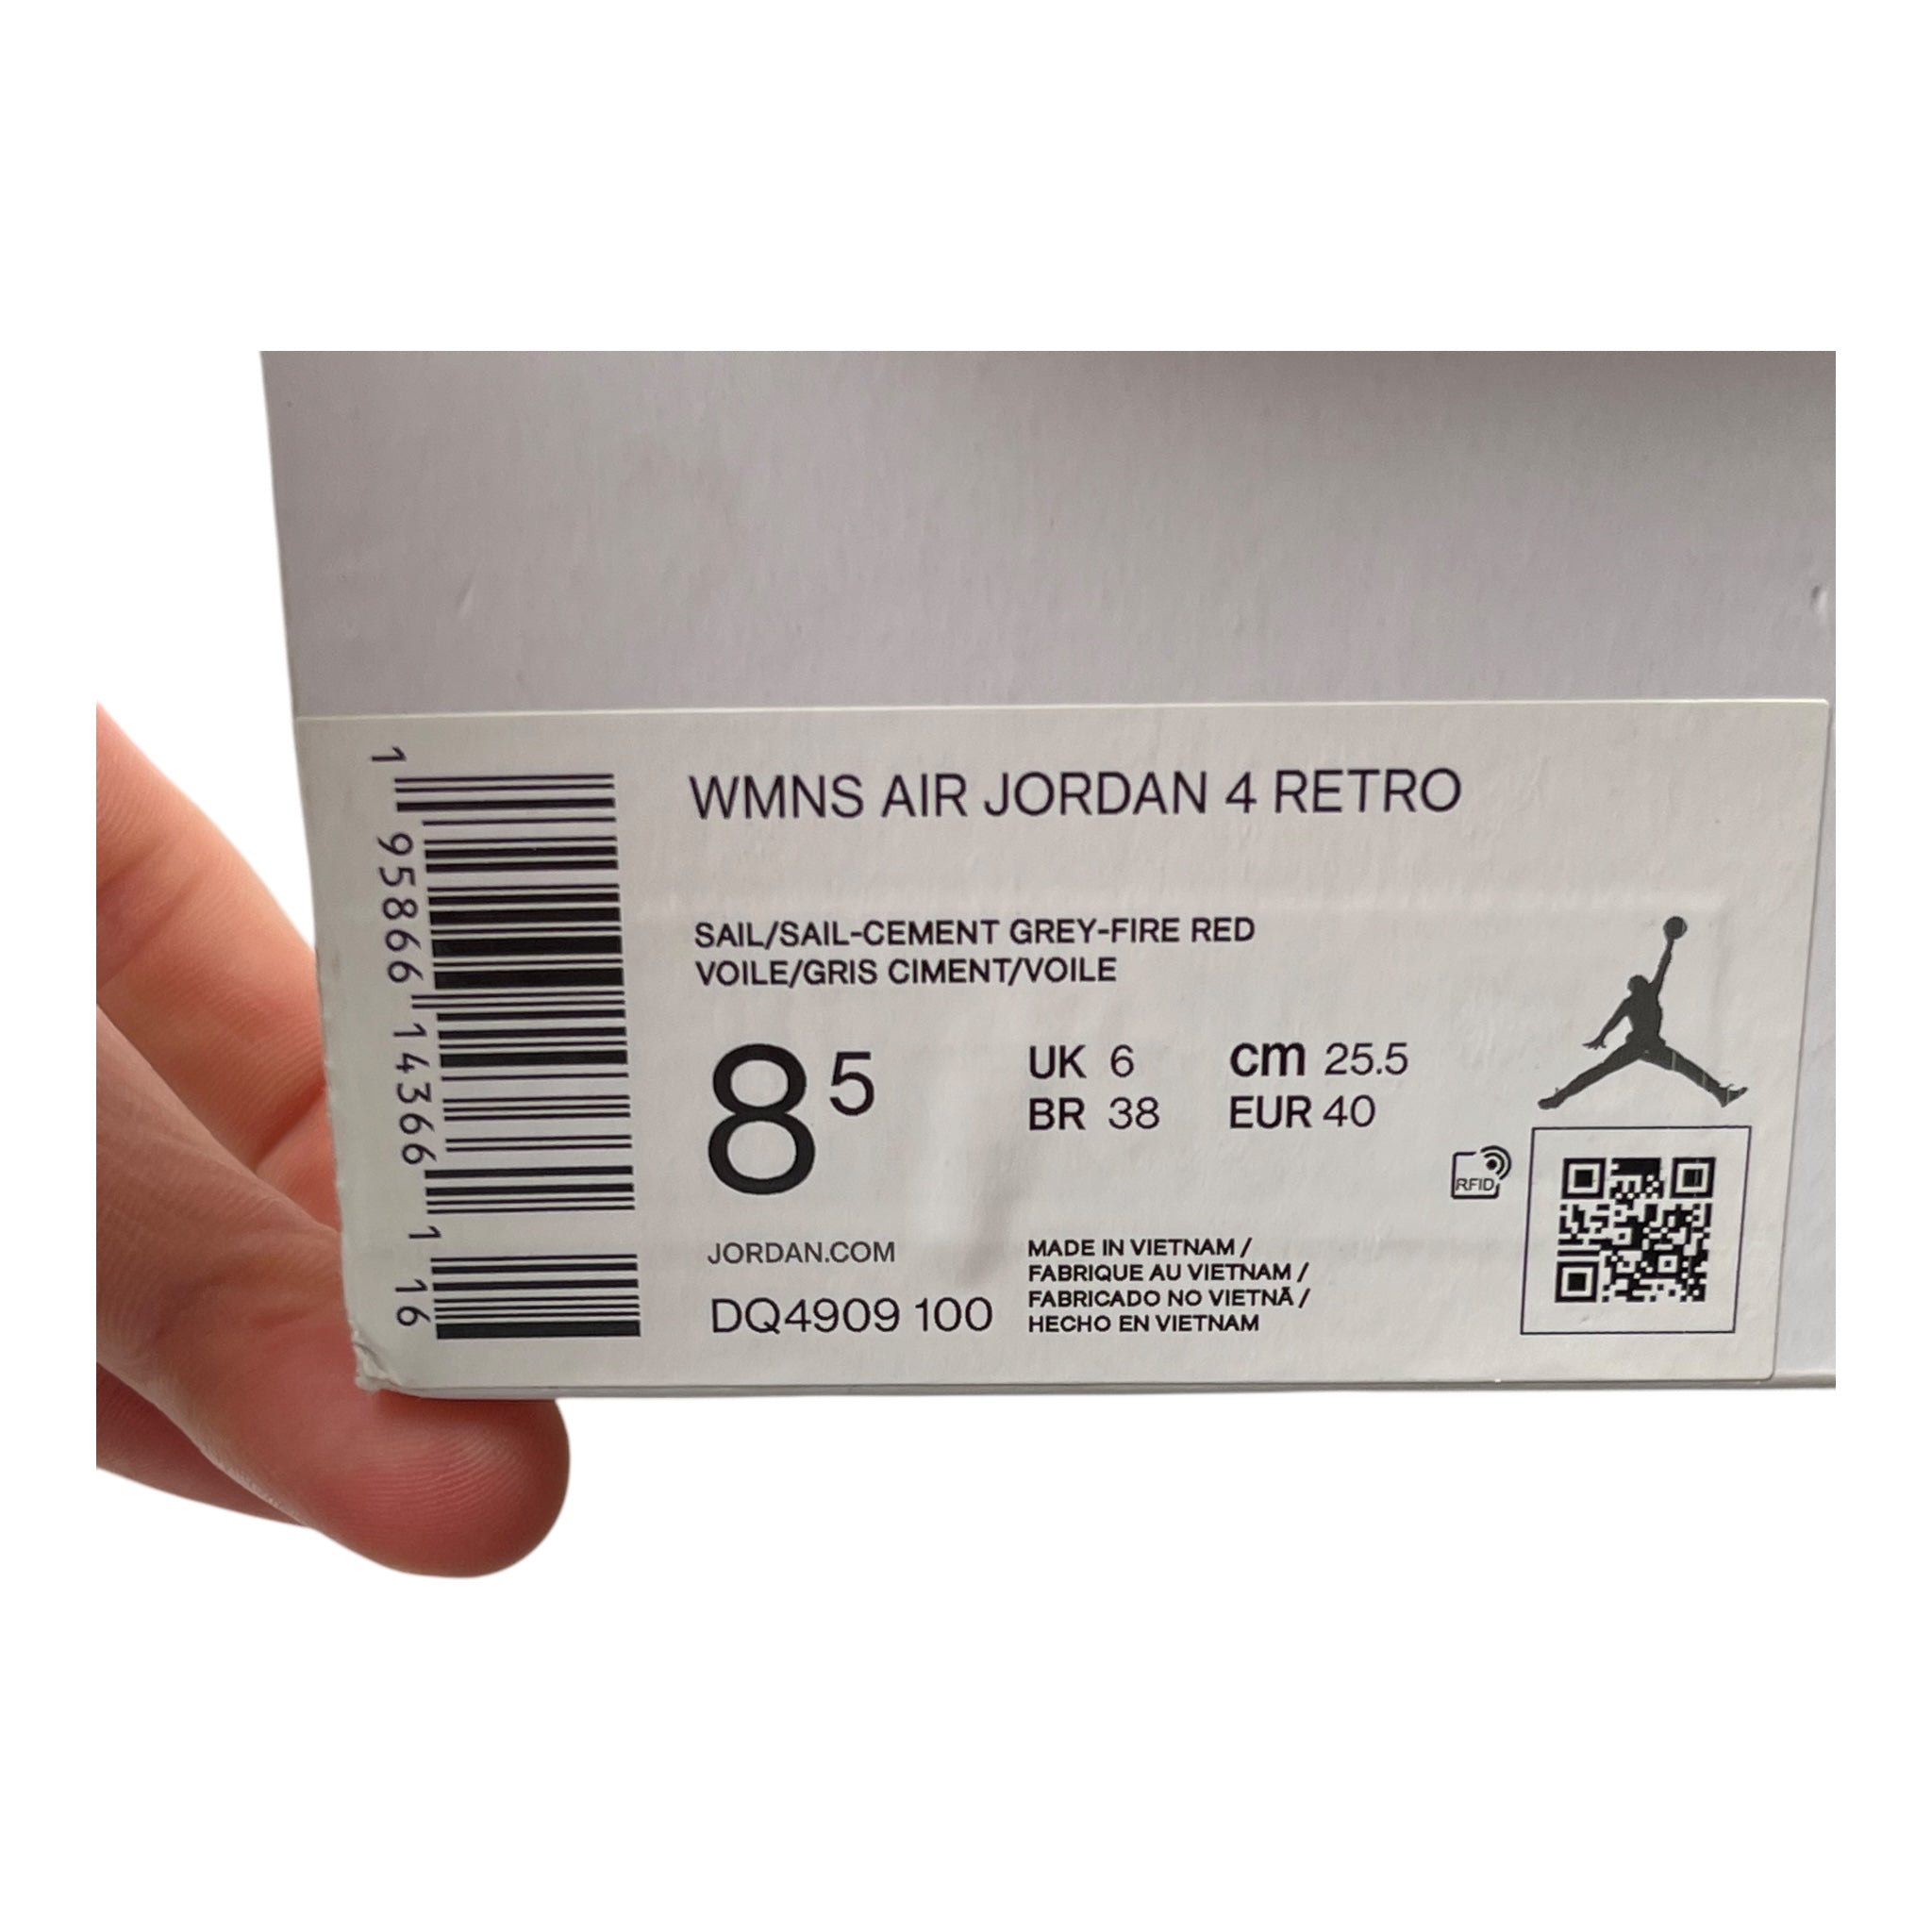 WMNS AIR JORDAN 4 RETRO
SAIL/SAIL-CEMENT GREY-FIRE RED
VOILE/GRIS CIMENT/VOILE
8 5
UK 6 cm 25.5
BR 38 EUR 40
RFID
JORDAN.COM
DQ4909 100
MADE IN VIETNAM /
FABRIQUE AU VIETNAM /
FABRICADO NO VIETNÃ /
HECHO EN VIETNAM
1 95866 14366 1 16